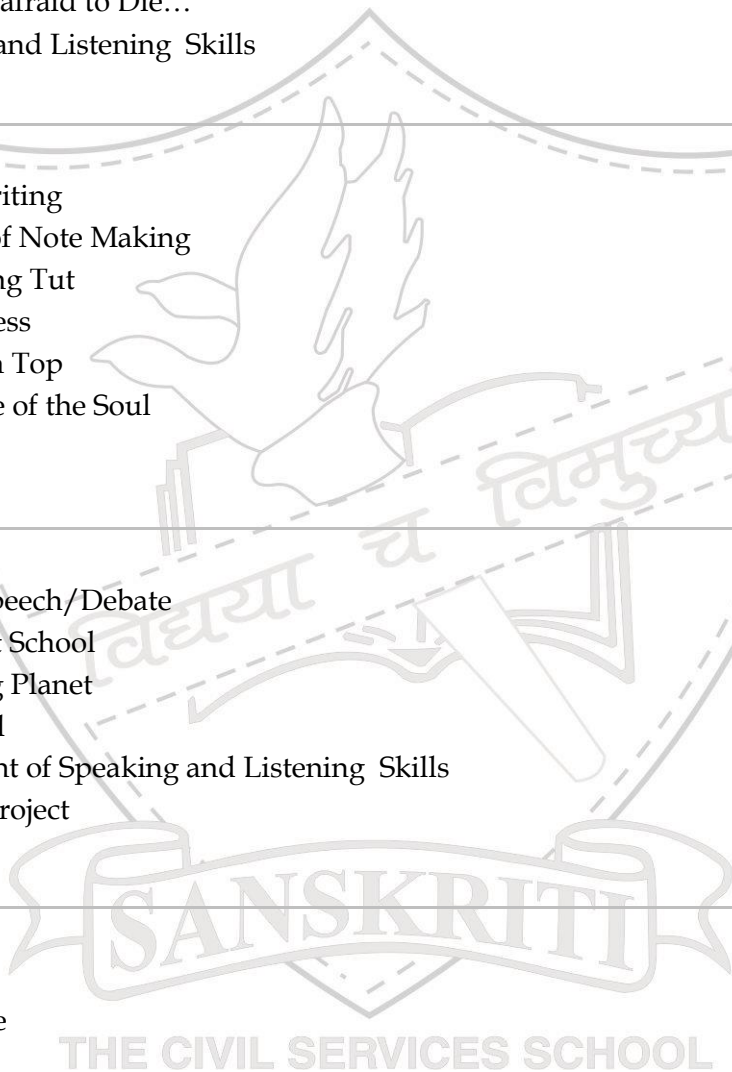 afraid to Die…
and Listening Skills
riting
of Note Making
ng Tut
ess
n Top
e of the Soul
peech/Debate
t School
g Planet
l
nt of Speaking and Listening Skills
roject
e
विद्यया च विमुच्य
SANSKRITI
THE CIVIL SERVICES SCHOOL